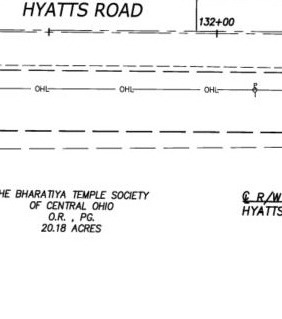 HYATTS ROAD
132+00
OHL OHL OHL
HE BHARATIYA TEMPLE SOCIETY
OF CENTRAL OHIO
O.R. , PG.
20.18 ACRES
℄ R/W
HYATTS